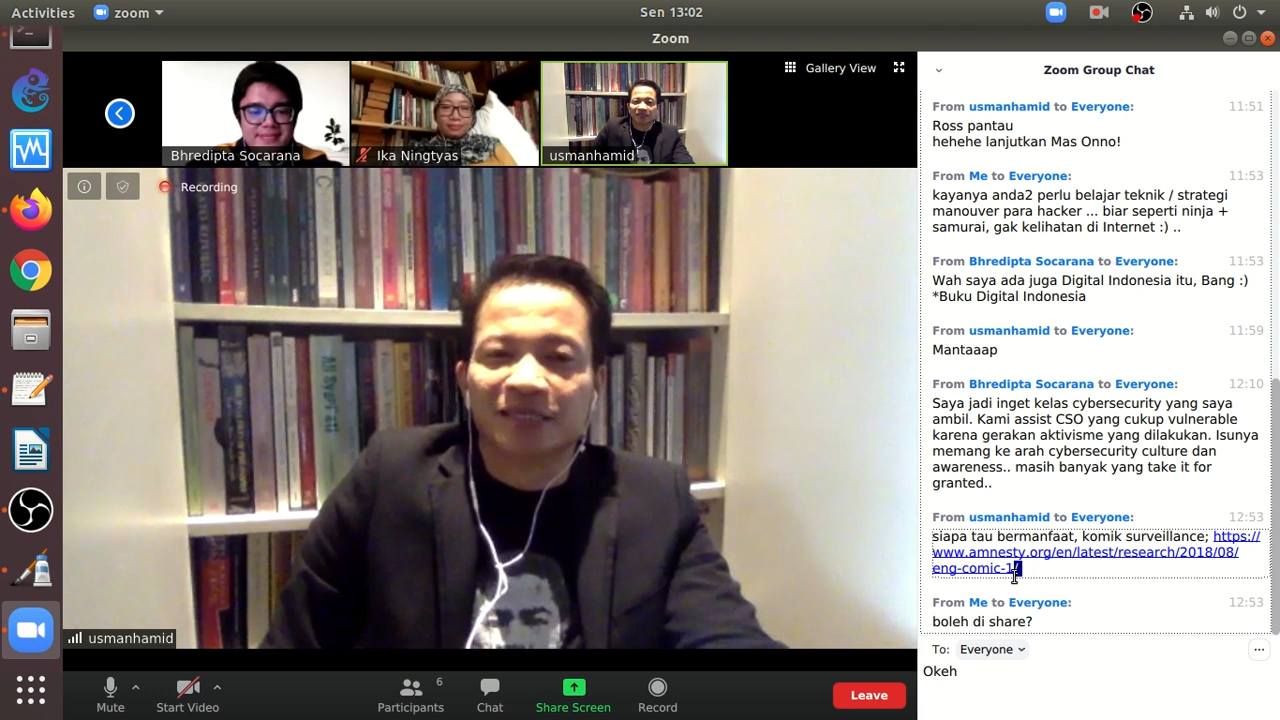 Activities
zoom
Sen 13:02
Zoom
Bhredipta Socarana
Ika Ningtyas
usmanhamid
Gallery View
Recording
usmanhamid
Mute
Start Video
Participants
6
Chat
Share Screen
Record
Leave
Zoom Group Chat
From usmanhamid to Everyone: 11:51
Ross pantau
hehehe lanjutkan Mas Onno!
From Me to Everyone: 11:53
kayanya anda2 perlu belajar teknik / strategi
manouver para hacker ... biar seperti ninja +
samurai, gak kelihatan di Internet :) ..
From Bhredipta Socarana to Everyone: 11:53
Wah saya ada juga Digital Indonesia itu, Bang :)
*Buku Digital Indonesia
From usmanhamid to Everyone: 11:59
Mantaaap
From Bhredipta Socarana to Everyone: 12:10
Saya jadi inget kelas cybersecurity yang saya
ambil. Kami assist CSO yang cukup vulnerable
karena gerakan aktivisme yang dilakukan. Isunya
memang ke arah cybersecurity culture dan
awareness.. masih banyak yang take it for
granted..
From usmanhamid to Everyone: 12:53
siapa tau bermanfaat, komik surveillance; https://
www.amnesty.org/en/latest/research/2018/08/
eng-comic-1/
From Me to Everyone: 12:53
boleh di share?
To: Everyone
Okeh